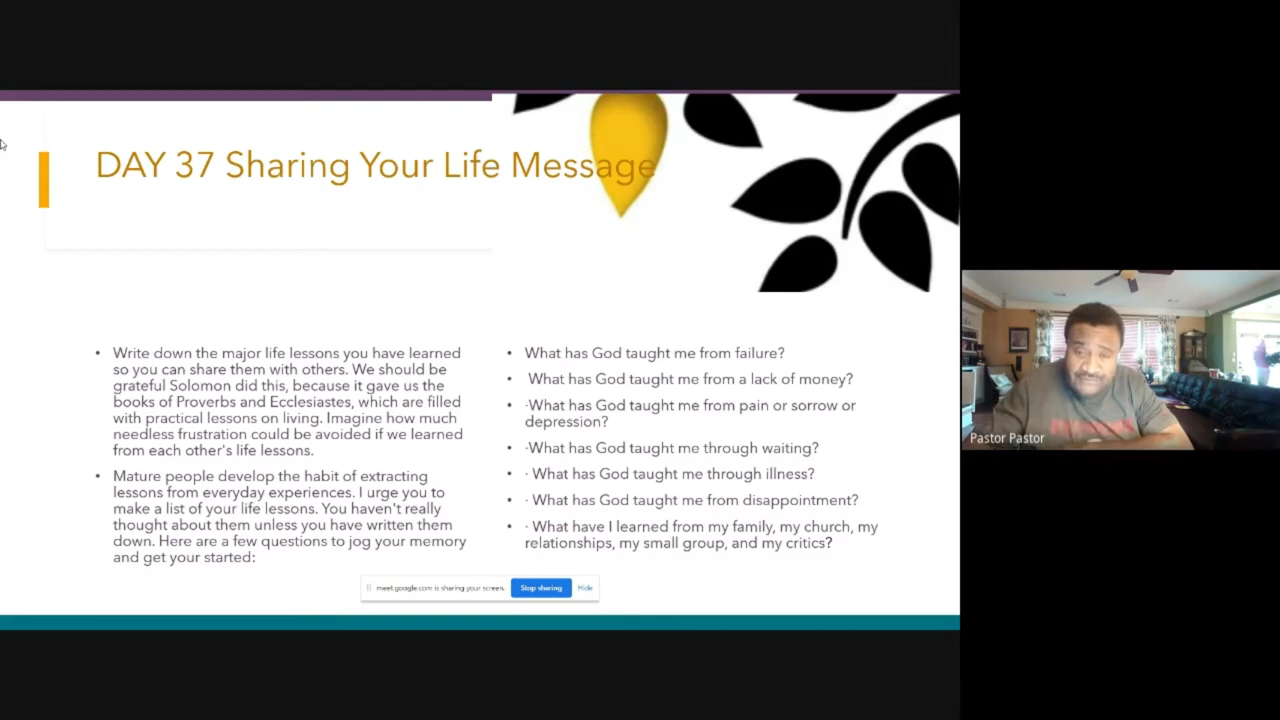 DAY 37 Sharing Your Life Message
• Write down the major life lessons you have learned
so you can share them with others. We should be
grateful Solomon did this, because it gave us the
books of Proverbs and Ecclesiastes, which are filled
with practical lessons on living. Imagine how much
needless frustration could be avoided if we learned
from each other's life lessons.
• Mature people develop the habit of extracting
lessons from everyday experiences. I urge you to
make a list of your life lessons. You haven't really
thought about them unless you have written them
down. Here are a few questions to jog your memory
and get your started:
• What has God taught me from failure?
• What has God taught me from a lack of money?
• ·What has God taught me from pain or sorrow or
depression?
• ·What has God taught me through waiting?
• · What has God taught me through illness?
• · What has God taught me from disappointment?
• · What have I learned from my family, my church, my
relationships, my small group, and my critics?
meet.google.com is sharing your screen. Stop sharing Hide
Pastor Pastor